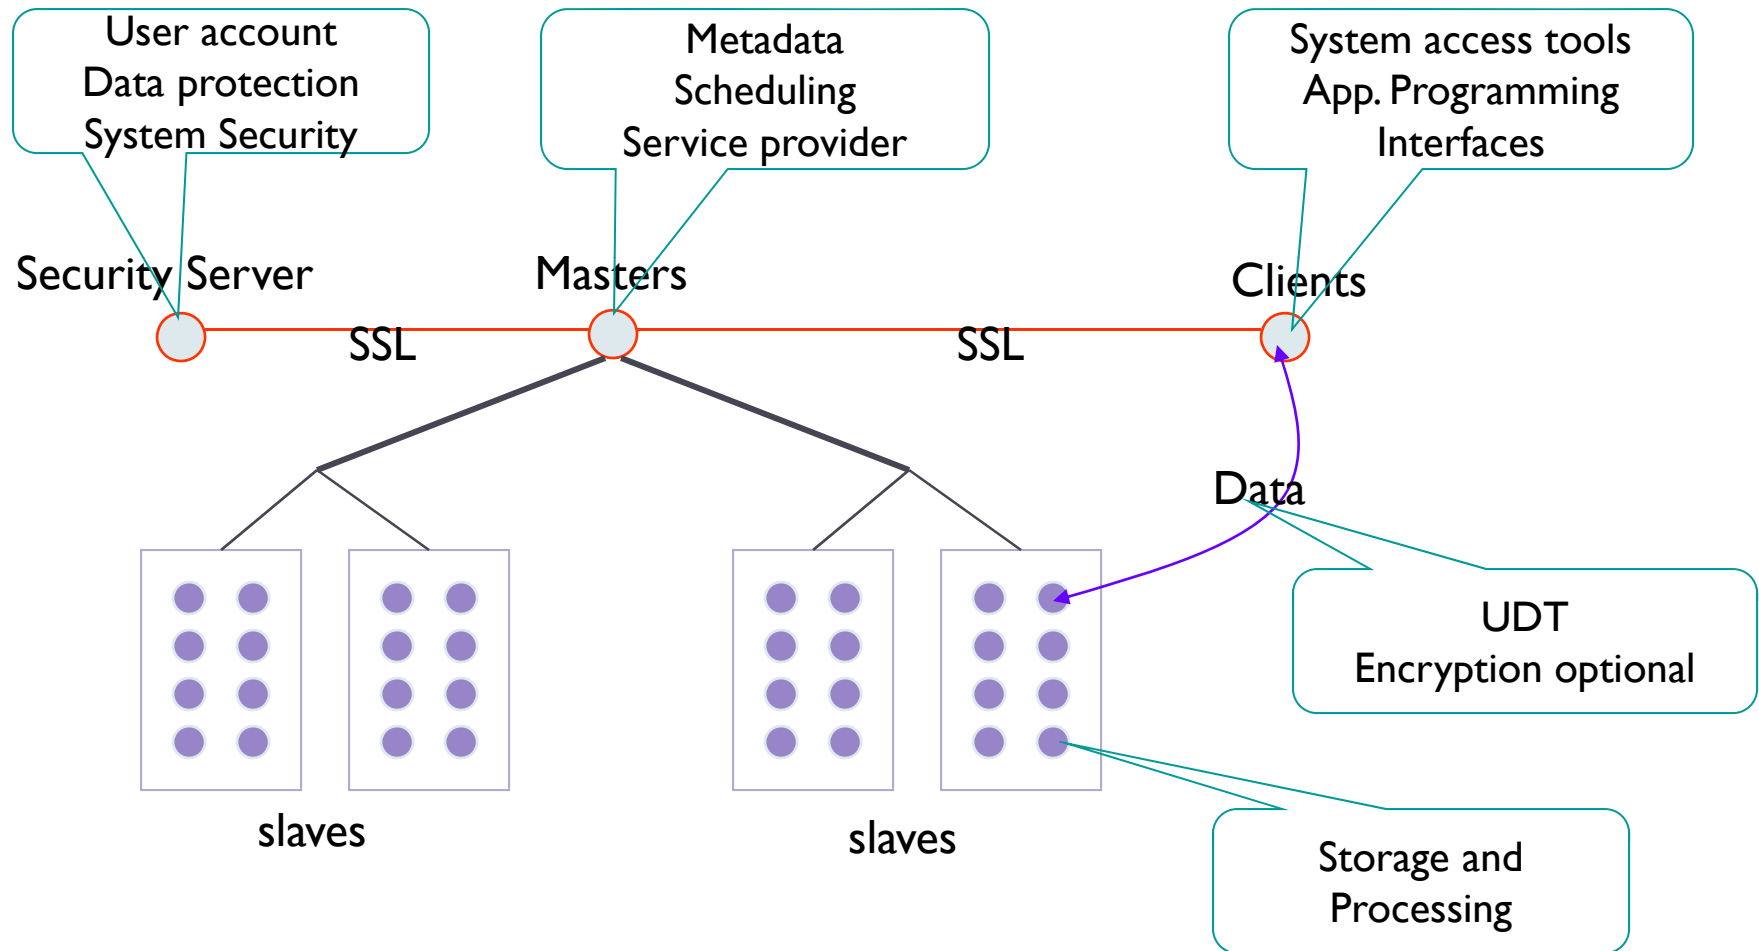 User account
Data protection
System Security
Metadata
Scheduling
Service provider
System access tools
App. Programming
Interfaces
Security Server
Masters
Clients
SSL
SSL
Data
UDT
Encryption optional
slaves
slaves
Storage and
Processing